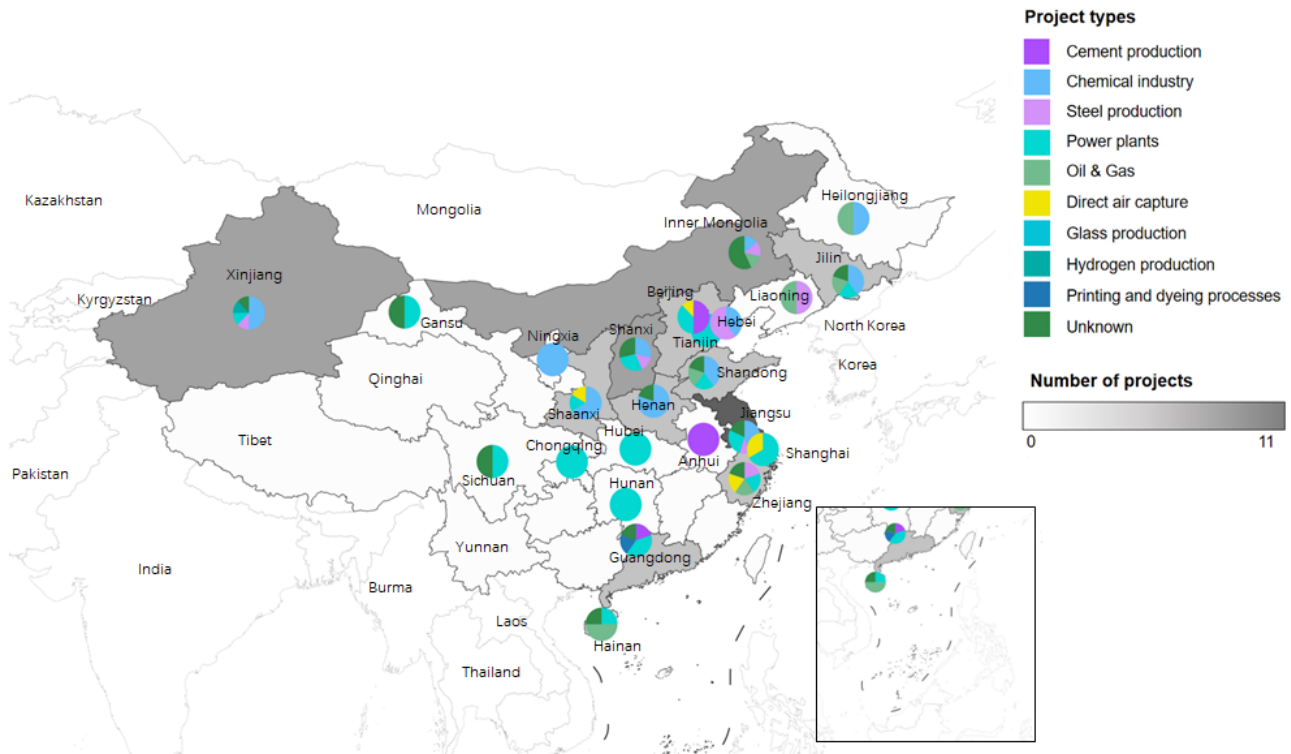 Project types
Cement production
Chemical industry
Steel production
Power plants
Oil & Gas
Direct air capture
Glass production
Hydrogen production
Printing and dyeing processes
Unknown
Number of projects
0 11
Kazakhstan
Mongolia
Heilongjiang
Inner Mongolia
Jilin
Xinjiang
Kyrgyzstan
Beijing
Liaoning
Gansu
Hebei
North Korea
Ningxia
Shanxi
Tianjin
Korea
Qinghai
Shandong
Shaanxi
Henan
Jiangsu
Tibet
Chongqing
Hubei
Shanghai
Anhui
Pakistan
Sichuan
Hunan
Zhejiang
Yunnan
Guangdong
India
Burma
Laos
Hainan
Thailand